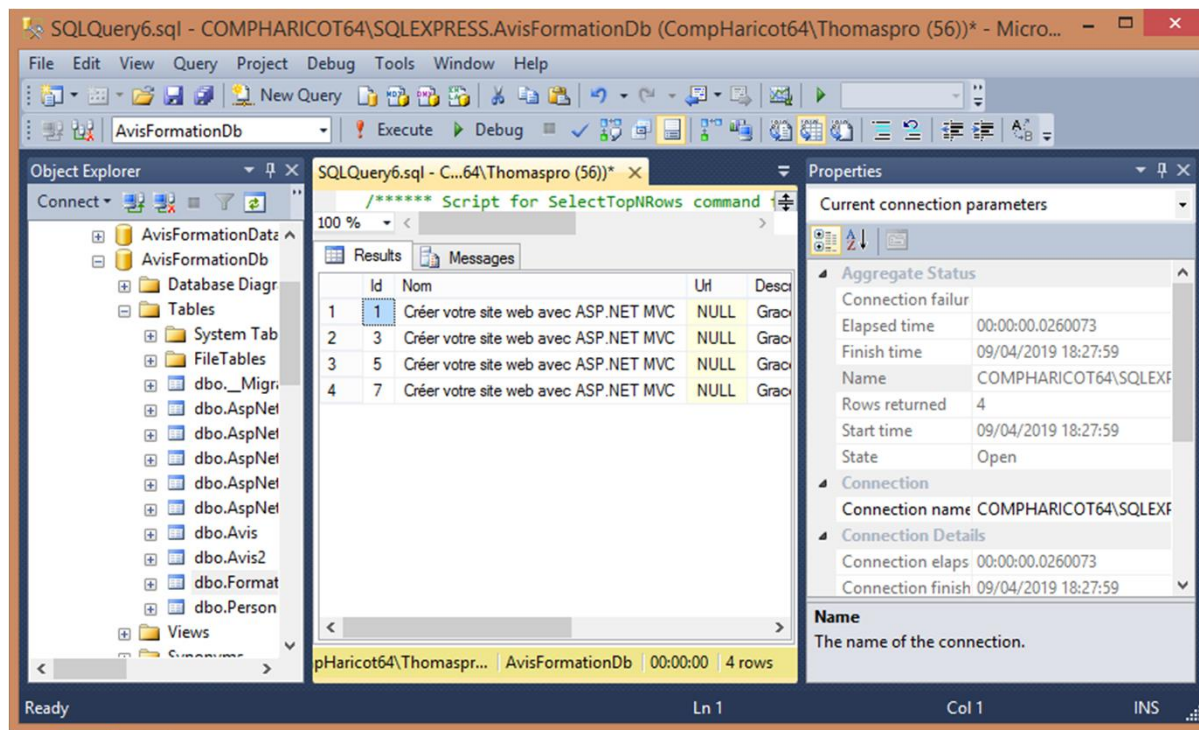 SQLQuery6.sql - COMPHARICOT64\SQLEXPRESS.AvisFormationDb (CompHaricot64\Thomaspro (56))* - Micro...
File Edit View Query Project Debug Tools Window Help
New Query
AvisFormationDb Execute Debug
Object Explorer
Connect
AvisFormationData
AvisFormationDb
Database Diagr
Tables
System Tab
FileTables
dbo.__Migra
dbo.AspNet
dbo.AspNet
dbo.AspNet
dbo.AspNet
dbo.AspNet
dbo.Avis
dbo.Avis2
dbo.Format
dbo.Person
Views
Synonyms
SQLQuery6.sql - C...64\Thomaspro (56))*
/****** Script for SelectTopNRows command
100 %
Results Messages
Id Nom Url Descr
1 1 Créer votre site web avec ASP.NET MVC NULL Grac
2 3 Créer votre site web avec ASP.NET MVC NULL Grac
3 5 Créer votre site web avec ASP.NET MVC NULL Grac
4 7 Créer votre site web avec ASP.NET MVC NULL Grac
pHaricot64\Thomaspr... AvisFormationDb 00:00:00 4 rows
Properties
Current connection parameters
Aggregate Status
Connection failur
Elapsed time 00:00:00.0260073
Finish time 09/04/2019 18:27:59
Name COMPHARICOT64\SQLEXP
Rows returned 4
Start time 09/04/2019 18:27:59
State Open
Connection
Connection name COMPHARICOT64\SQLEXP
Connection Details
Connection elaps 00:00:00.0260073
Connection finish 09/04/2019 18:27:59
Name
The name of the connection.
Ready Ln 1 Col 1 INS